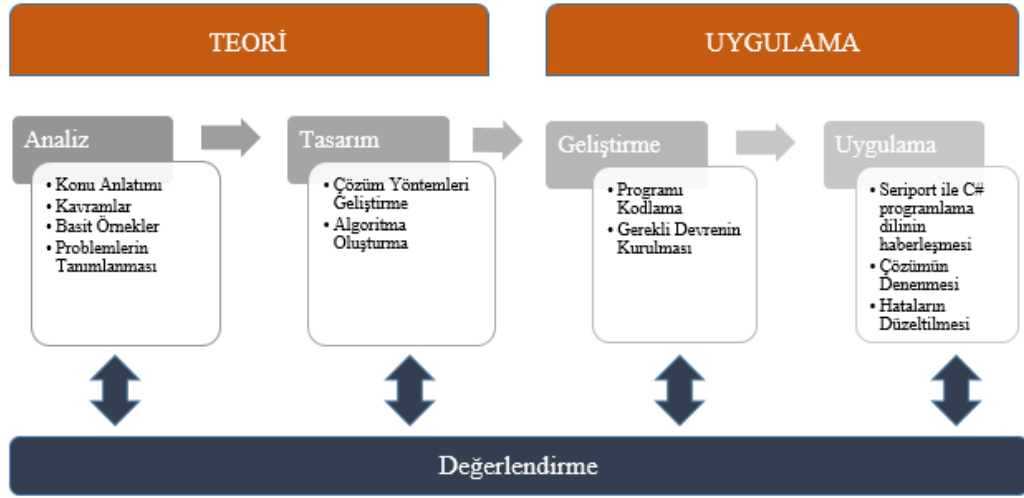 TEORİ
UYGULAMA
Analiz
• Konu Anlatımı
• Kavramlar
• Basit Örnekler
• Problemlerin
Tanımlanması
Tasarım
• Çözüm Yöntemleri
Geliştirme
• Algoritma
Oluşturma
Geliştirme
• Programı
Kodlama
• Gerekli Devrenin
Kurulması
Uygulama
• Seriport ile C#
programlama
dilinin
haberleşmesi
• Çözümün
Denenmesi
• Hataların
Düzeltilmesi
Değerlendirme